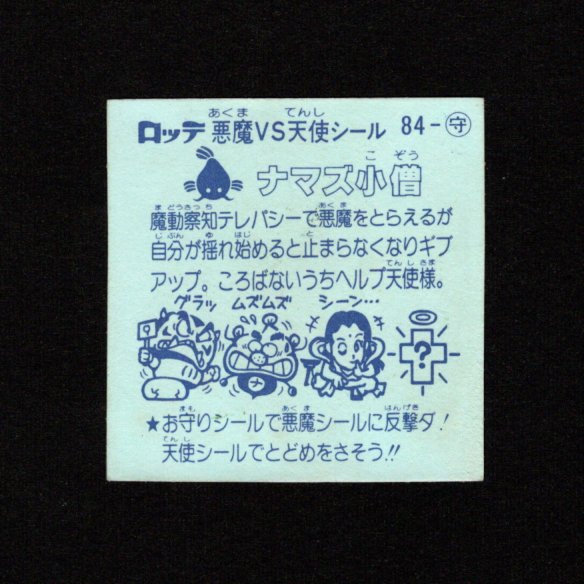 ロッテ 悪魔VS天使シール 84-守
ナマズ小僧
魔動察知テレパシーで悪魔をとらえるが
自分が揺れ始めると止まらなくなりギブ
アップ。ころばないうちヘルプ天使様。
グラッ ムズムズ シーン…
?
★お守りシールで悪魔シールに反撃ダ!
天使シールでとどめをさそう!!